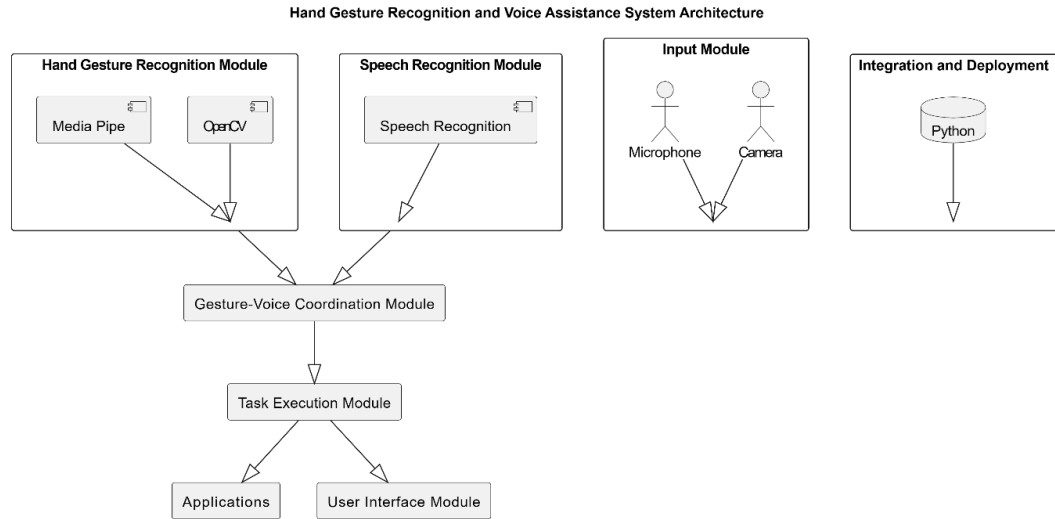 Hand Gesture Recognition and Voice Assistance System Architecture
Hand Gesture Recognition Module
Media Pipe
OpenCV
Speech Recognition Module
Speech Recognition
Input Module
Microphone
Camera
Integration and Deployment
Python
Gesture-Voice Coordination Module
Task Execution Module
Applications
User Interface Module